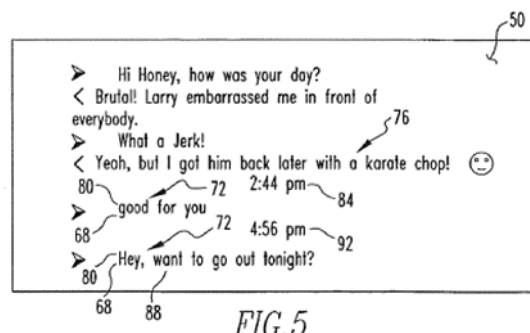 50
➤ Hi Honey, how was your day?
< Brutal! Larry embarrassed me in front of
everybody.
76
➤ What a Jerk!
< Yeah, but I got him back later with a karate chop!
80 72 2:44 pm 84
➤ good for you
68 72 4:56 pm 92
➤ Hey, want to go out tonight?
80 68 88
FIG.5